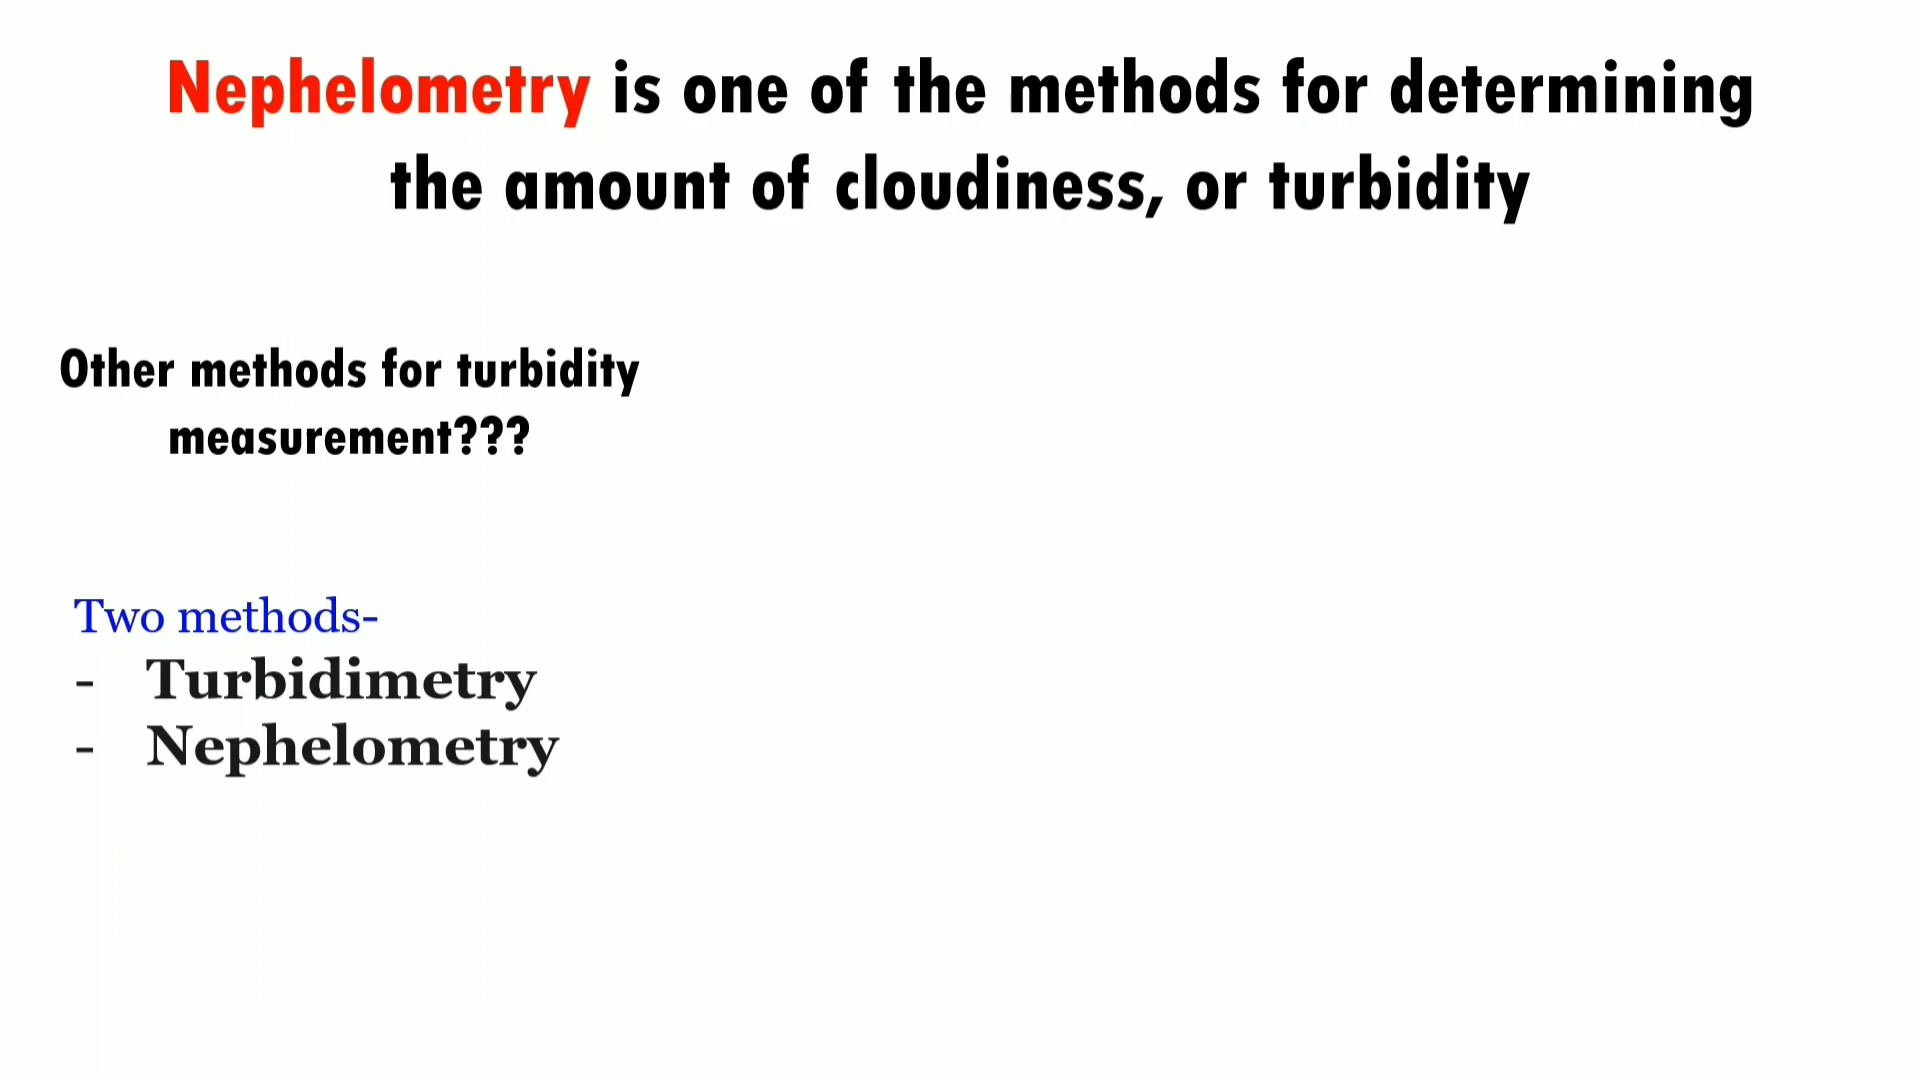 Nephelometry is one of the methods for determining
the amount of cloudiness, or turbidity
Other methods for turbidity
measurement???
Two methods-
- Turbidimetry
- Nephelometry